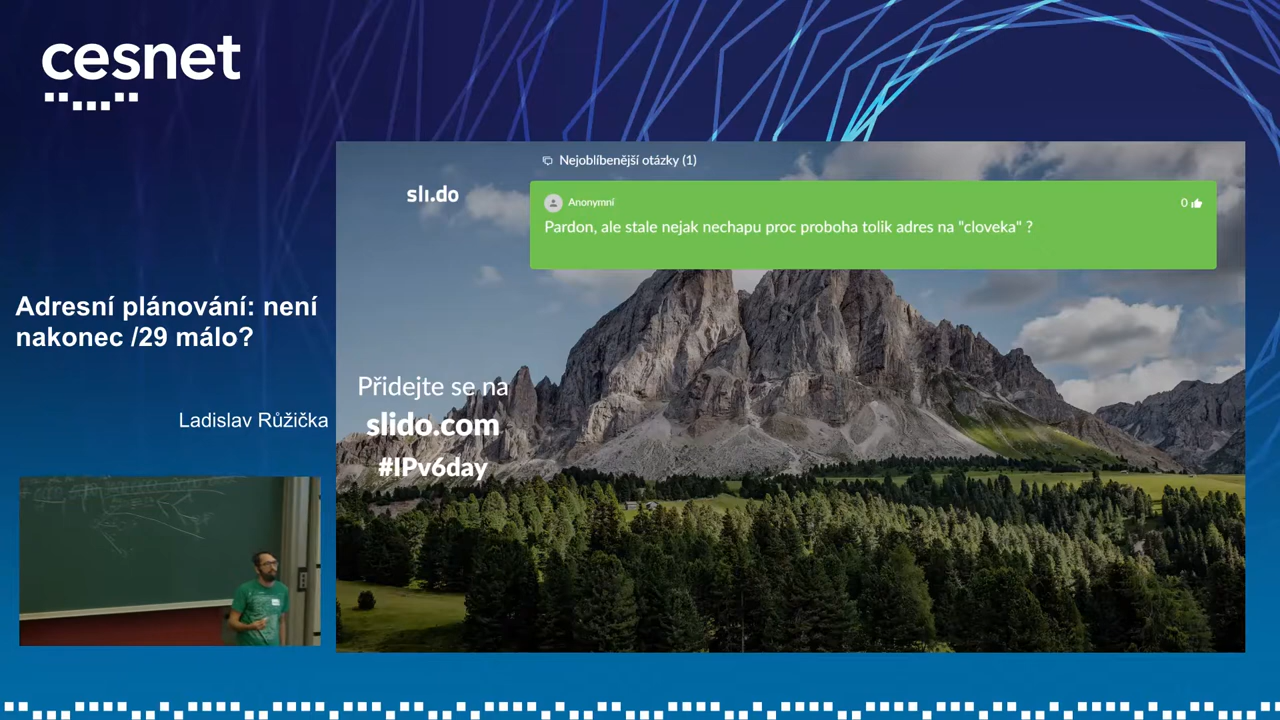 cesnet
Nejoblíbenější otázky (1)
sli.do
Anonymní
0
Pardon, ale stale nejak nechapu proc proboha tolik adres na "cloveka" ?
Adresní plánování: není
nakonec /29 málo?
Přidejte se na
slido.com
#IPv6day
Ladislav Růžička